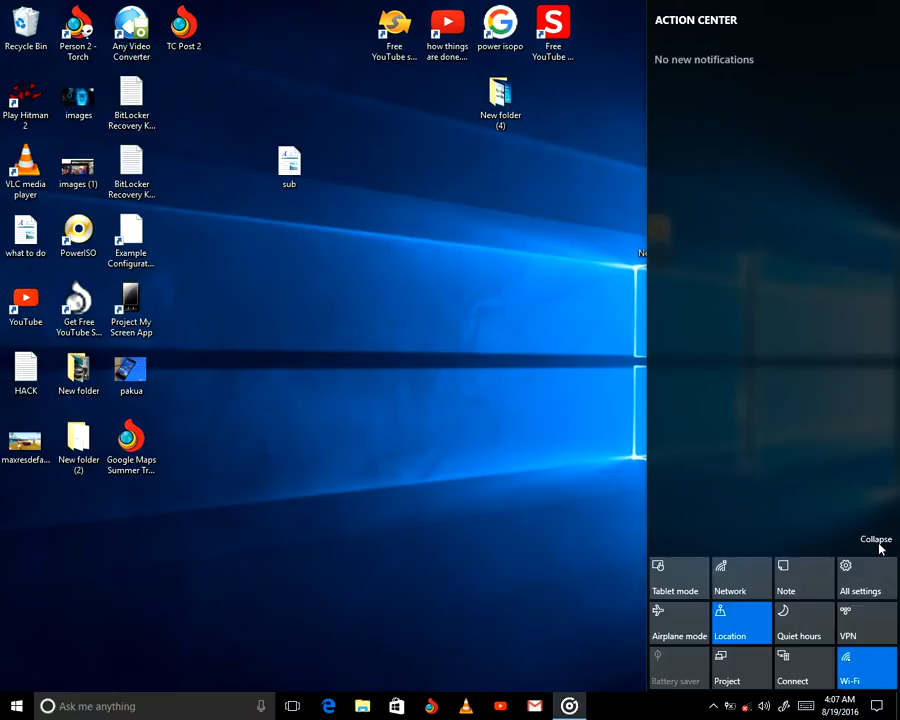 Recycle Bin
Person 2 -
Torch
Any Video
Converter
TC Post 2
Free
YouTube s...
how things
are done....
power isopo
Free
YouTube ...
Play Hitman
2
images
BitLocker
Recovery K...
New folder
(4)
VLC media
player
images (1)
BitLocker
Recovery K...
sub
what to do
PowerISO
Example
Configurat...
YouTube
Get Free
YouTube S...
Project My
Screen App
HACK
New folder
pakua
maxresdefa...
New folder
(2)
Google Maps
Summer Tr...
ACTION CENTER
No new notifications
Collapse
Tablet mode
Network
Note
All settings
Airplane mode
Location
Quiet hours
VPN
Battery saver
Project
Connect
Wi-Fi
Ask me anything
4:07 AM
8/19/2016